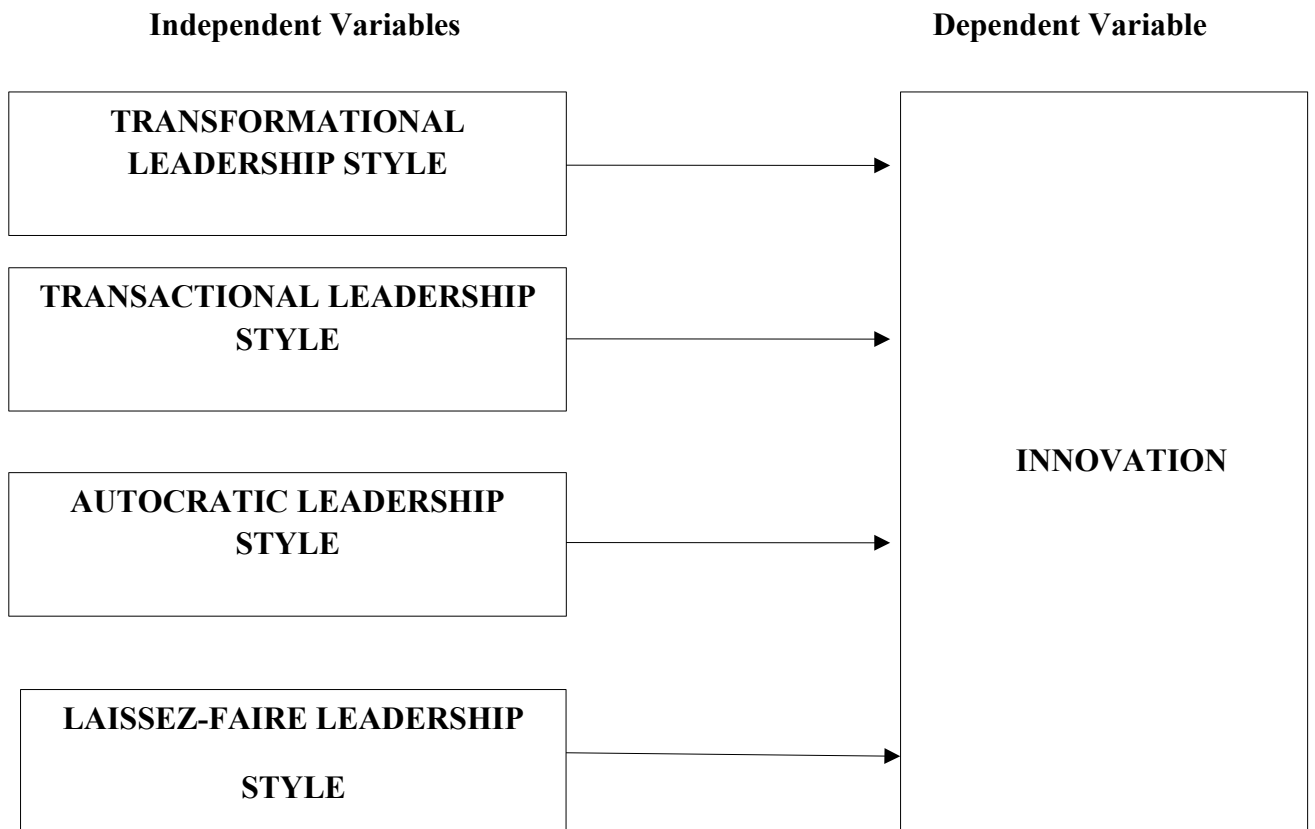 Independent Variables
Dependent Variable
TRANSFORMATIONAL
LEADERSHIP STYLE
TRANSACTIONAL LEADERSHIP
STYLE
AUTOCRATIC LEADERSHIP
STYLE
LAISSEZ-FAIRE LEADERSHIP
STYLE
INNOVATION